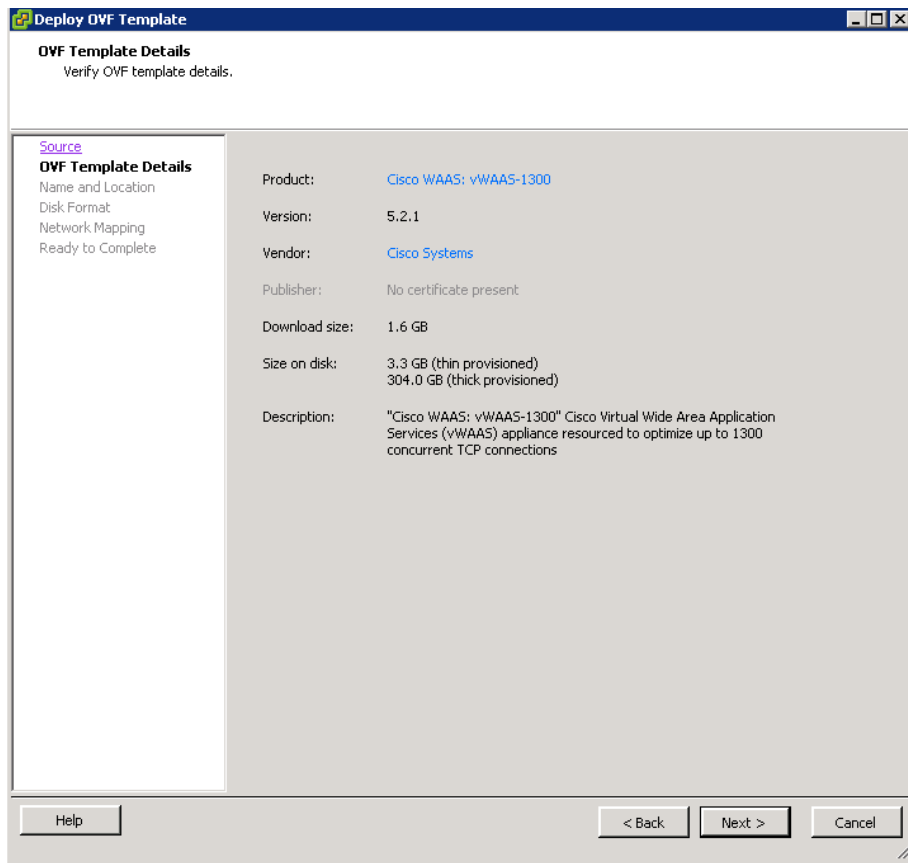 Deploy OVF Template
OVF Template Details
Verify OVF template details.
Source
OVF Template Details
Name and Location
Disk Format
Network Mapping
Ready to Complete
Product: Cisco WAAS: vWAAS-1300
Version: 5.2.1
Vendor: Cisco Systems
Publisher: No certificate present
Download size: 1.6 GB
Size on disk: 3.3 GB (thin provisioned)
304.0 GB (thick provisioned)
Description: "Cisco WAAS: vWAAS-1300" Cisco Virtual Wide Area Application
Services (vWAAS) appliance resourced to optimize up to 1300
concurrent TCP connections
Help
< Back
Next >
Cancel